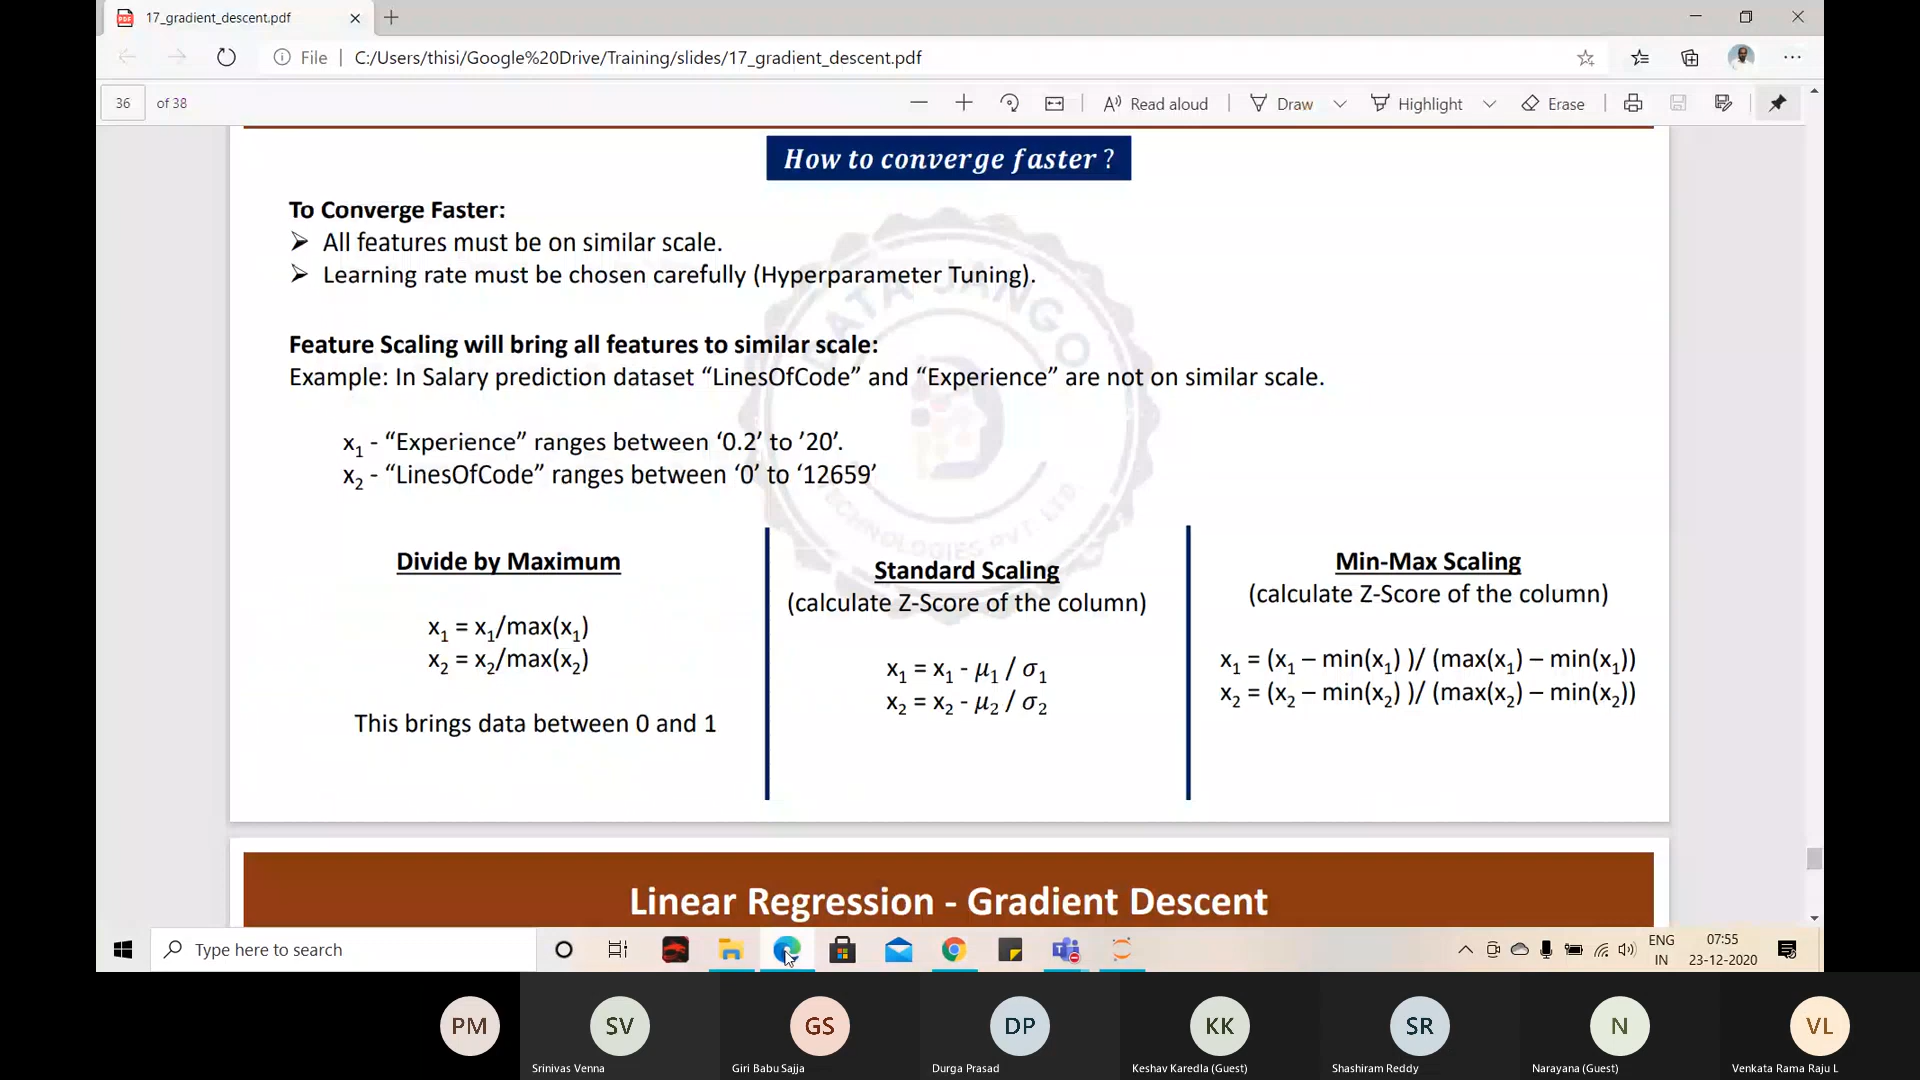 17_gradient_descent.pdf
File
C:/Users/thisi/Google%20Drive/Training/slides/17_gradient_descent.pdf
36 of 38
Read aloud
Draw
Highlight
Erase
How to converge faster ?
To Converge Faster:
➢ All features must be on similar scale.
➢ Learning rate must be chosen carefully (Hyperparameter Tuning).
DATA JANGO
TECHNOLOGIES PVT. LTD.
Feature Scaling will bring all features to similar scale:
Example: In Salary prediction dataset “LinesOfCode” and “Experience” are not on similar scale.
x₁ - “Experience” ranges between ‘0.2’ to ’20’.
x₂ - “LinesOfCode” ranges between ‘0’ to ‘12659’
Divide by Maximum
x₁ = x₁/max(x₁)
x₂ = x₂/max(x₂)
This brings data between 0 and 1
Standard Scaling
(calculate Z-Score of the column)
x₁ = x₁ - μ₁ / σ₁
x₂ = x₂ - μ₂ / σ₂
Min-Max Scaling
(calculate Z-Score of the column)
x₁ = (x₁ – min(x₁) )/ (max(x₁) – min(x₁))
x₂ = (x₂ – min(x₂) )/ (max(x₂) – min(x₂))
Linear Regression - Gradient Descent
Type here to search
ENG
IN
07:55
23-12-2020
PM
SV
GS
DP
KK
SR
N
VL
Srinivas Venna
Giri Babu Sajja
Durga Prasad
Keshav Karedla (Guest)
Shashiram Reddy
Narayana (Guest)
Venkata Rama Raju L